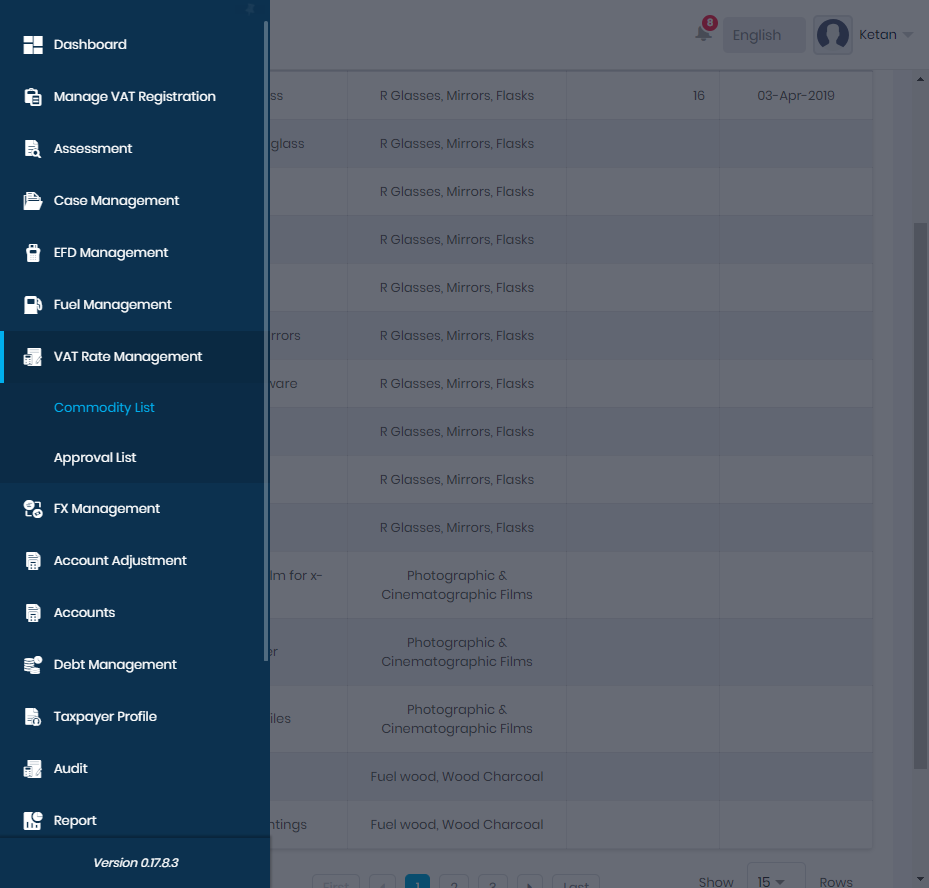 Dashboard
Manage VAT Registration
Assessment
Case Management
EFD Management
Fuel Management
VAT Rate Management
Commodity List
Approval List
FX Management
Account Adjustment
Accounts
Debt Management
Taxpayer Profile
Audit
Report
Version 0.17.8.3
8
English
Ketan
ss R Glasses, Mirrors, Flasks 16 03-Apr-2019
glass R Glasses, Mirrors, Flasks
R Glasses, Mirrors, Flasks
R Glasses, Mirrors, Flasks
R Glasses, Mirrors, Flasks
rrors R Glasses, Mirrors, Flasks
ware R Glasses, Mirrors, Flasks
R Glasses, Mirrors, Flasks
R Glasses, Mirrors, Flasks
R Glasses, Mirrors, Flasks
lm for x- Photographic &
Cinematographic Films
er Photographic &
Cinematographic Films
iles Photographic &
Cinematographic Films
Fuel wood, Wood Charcoal
ntings Fuel wood, Wood Charcoal
First 1 2 3 Last Show 15 Rows